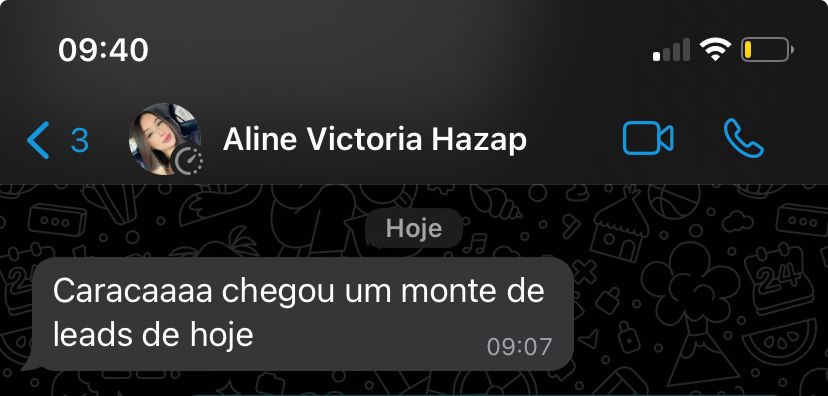 09:40
3
Aline Victoria Hazap
Hoje
Caracaaaa chegou um monte de
leads de hoje
09:07